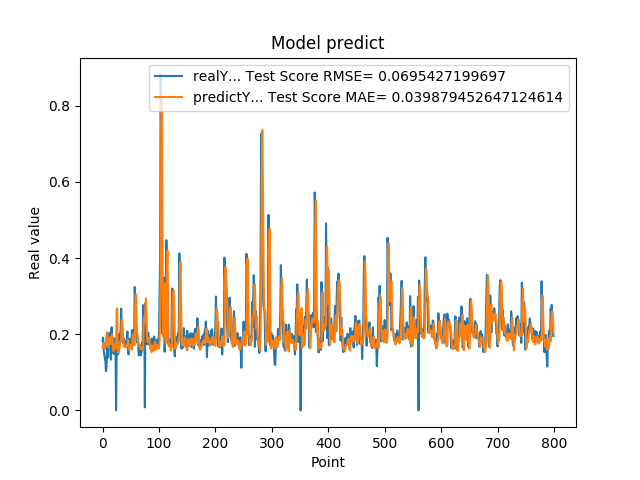 Model predict
realY... Test Score RMSE= 0.0695427199697
predictY... Test Score MAE= 0.039879452647124614
0.8
0.6
0.4
0.2
0.0
Real value
0 100 200 300 400 500 600 700 800
Point